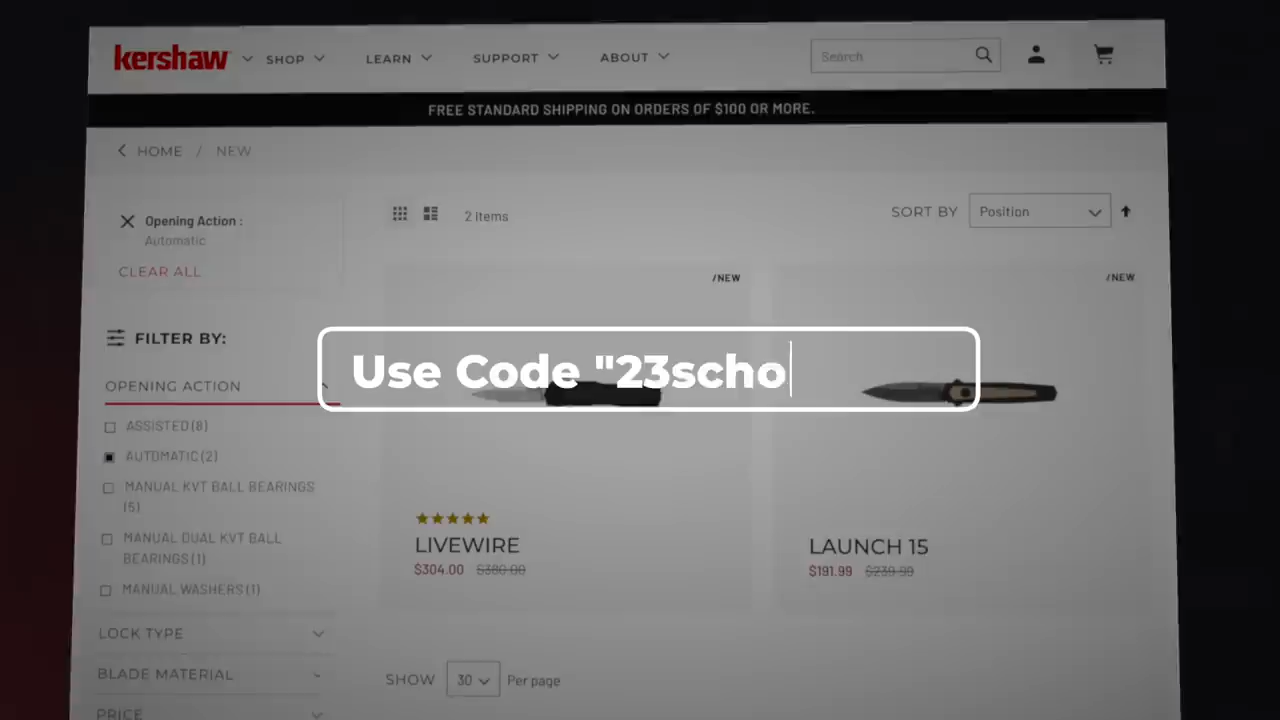 kershaw
SHOP
LEARN
SUPPORT
ABOUT
Search
FREE STANDARD SHIPPING ON ORDERS OF $100 OR MORE.
HOME / NEW
Opening Action :
Automatic
CLEAR ALL
2 Items
SORT BY
Position
FILTER BY:
OPENING ACTION
ASSISTED (8)
AUTOMATIC (2)
MANUAL KVT BALL BEARINGS
(5)
MANUAL DUAL KVT BALL
BEARINGS (1)
MANUAL WASHERS (1)
LOCK TYPE
BLADE MATERIAL
PRICE
/NEW
/NEW
Use Code "23scho
LIVEWIRE
$304.00 $380.00
LAUNCH 15
$191.99 $239.99
SHOW 30 Per page